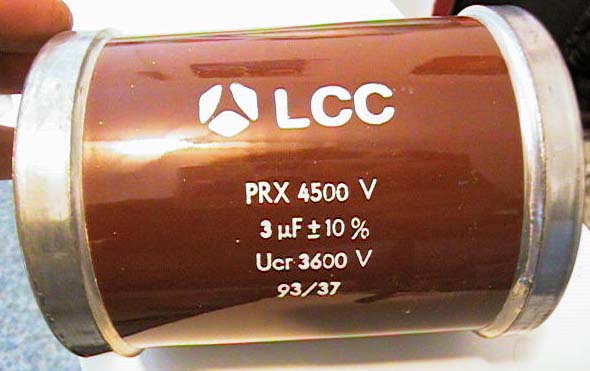 LCC
PRX 4500 V
3 µF ± 10 %
Ucr 3600 V
93/37